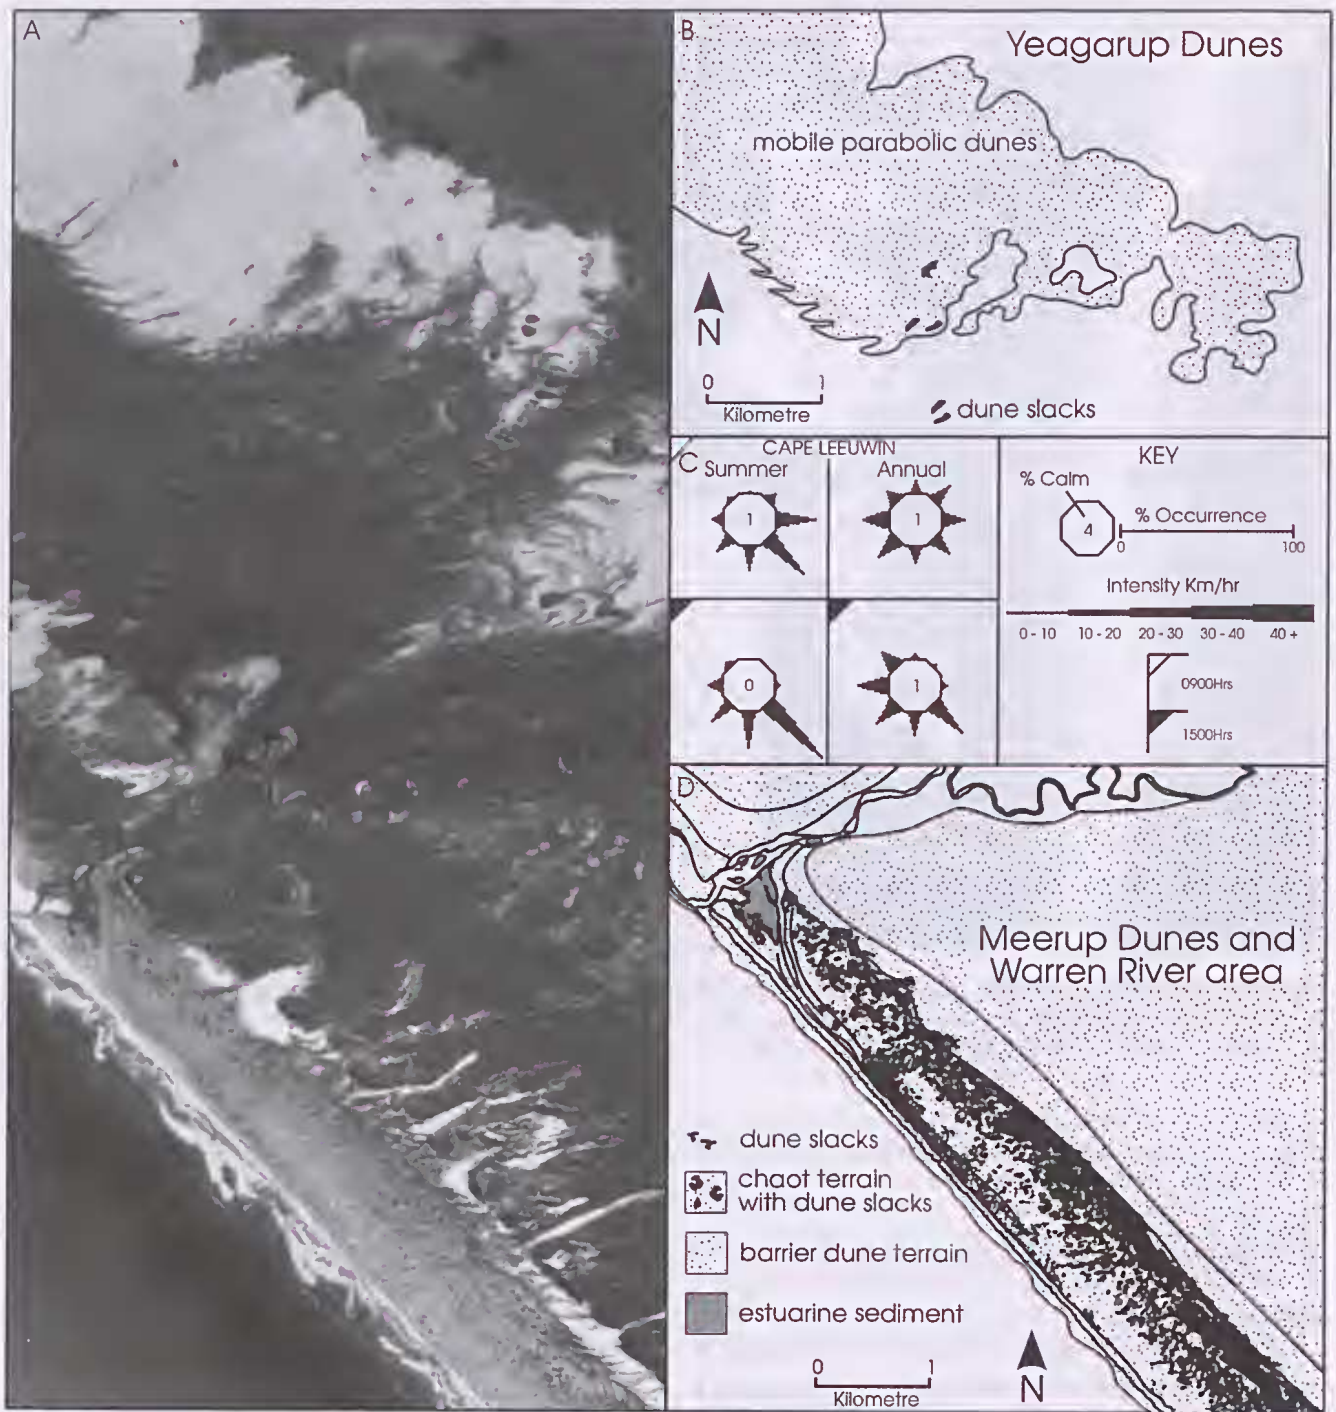 A
B
Yeagarup Dunes
mobile parabolic dunes
N
0 1
Kilometre
dune slacks
C
CAPE LEEUWIN
Summer
Annual
1
1
0
1
KEY
% Calm
4
% Occurrence
0 100
Intensity Km/hr
0 - 10 10 - 20 20 - 30 30 - 40 40 +
0900Hrs
1500Hrs
D
Meerup Dunes and
Warren River area
dune slacks
chaot terrain
with dune slacks
barrier dune terrain
estuarine sediment
0 1
Kilometre
N